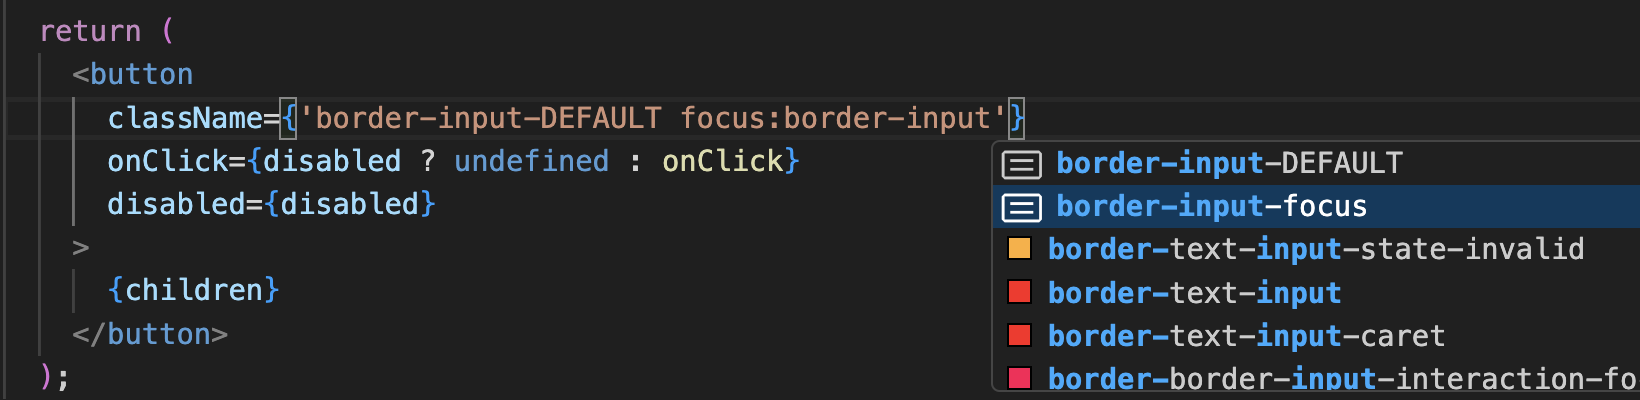 return (
<button
className={'border-input-DEFAULT focus:border-input'}
onClick={disabled ? undefined : onClick}
disabled={disabled}
>
{children}
</button>
);
border-input-DEFAULT
border-input-focus
border-text-input-state-invalid
border-text-input
border-text-input-caret
border-border-input-interaction-fo